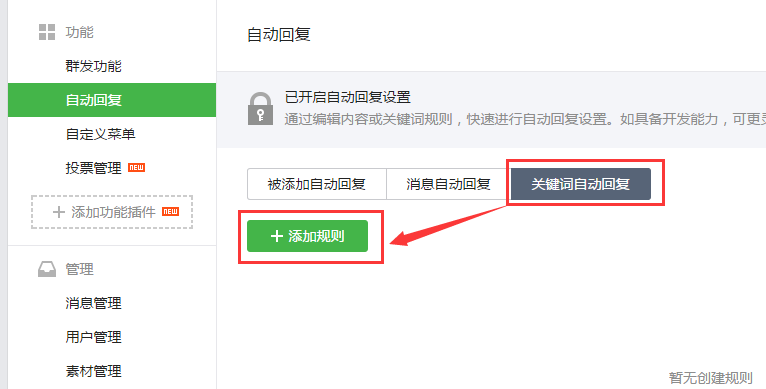 功能
群发功能
自动回复
自定义菜单
投票管理 NEW
添加功能插件 NEW
管理
消息管理
用户管理
素材管理
自动回复
已开启自动回复设置
通过编辑内容或关键词规则，快速进行自动回复设置。如具备开发能力，可更
被添加自动回复 消息自动回复 关键词自动回复
添加规则
暂无创建规则